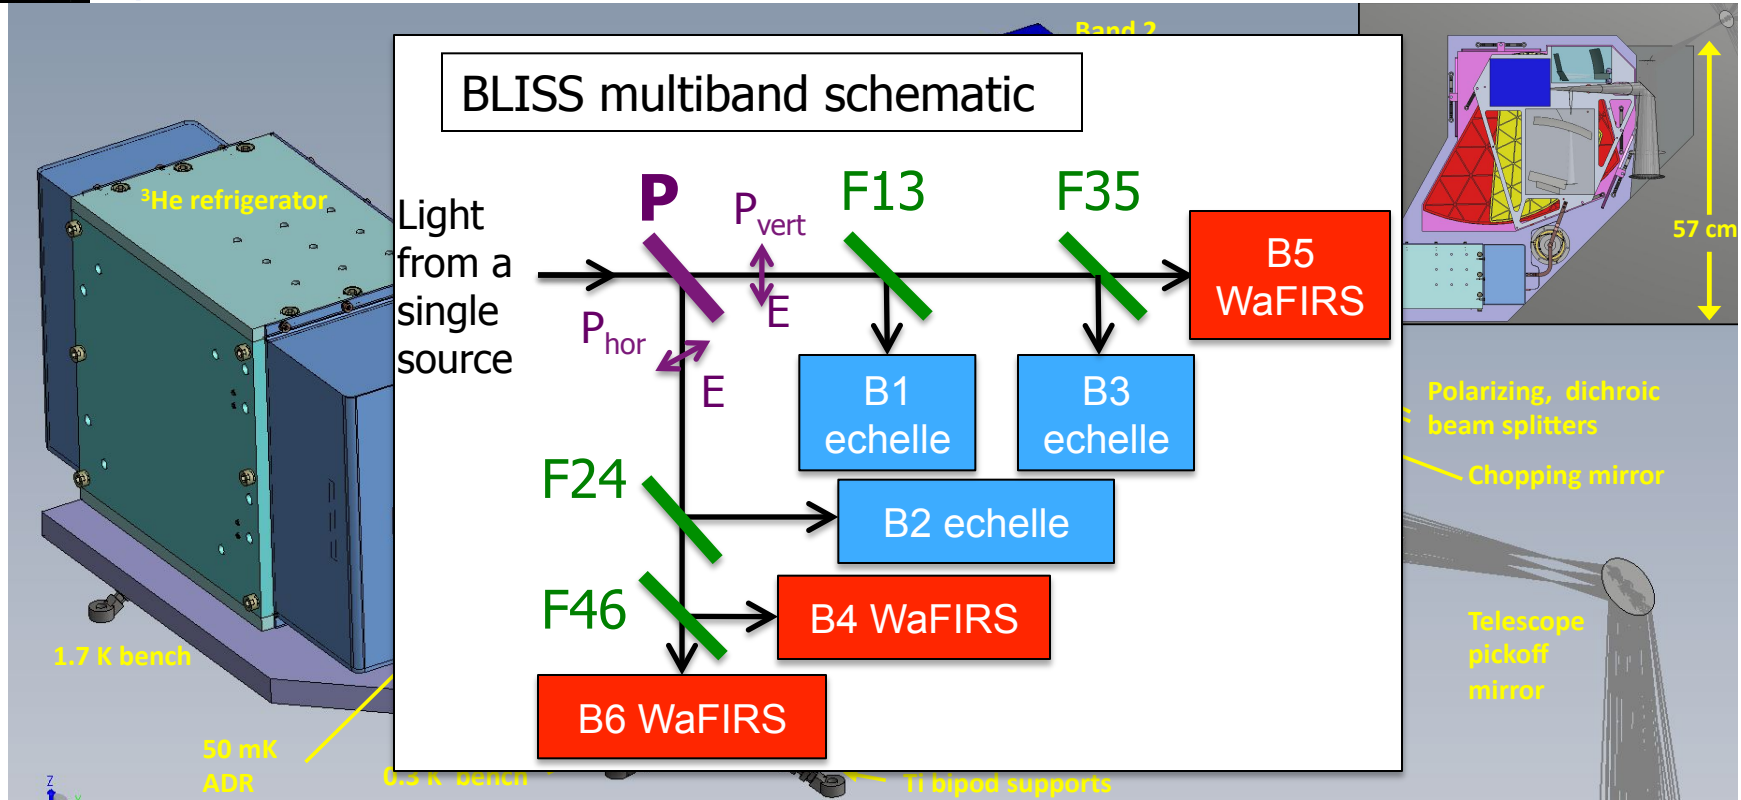 Band 2
BLISS multiband schematic
³He refrigerator
Light
from a
single
source
P
P_vert
E
P_hor
E
F13
F35
B5
WaFIRS
B1
echelle
B3
echelle
F24
B2 echelle
F46
B4 WaFIRS
B6 WaFIRS
57 cm
Polarizing, dichroic
beam splitters
Chopping mirror
Telescope
pickoff
mirror
1.7 K bench
50 mK
ADR
0.3 K bench
Ti bipod supports
Z
Y